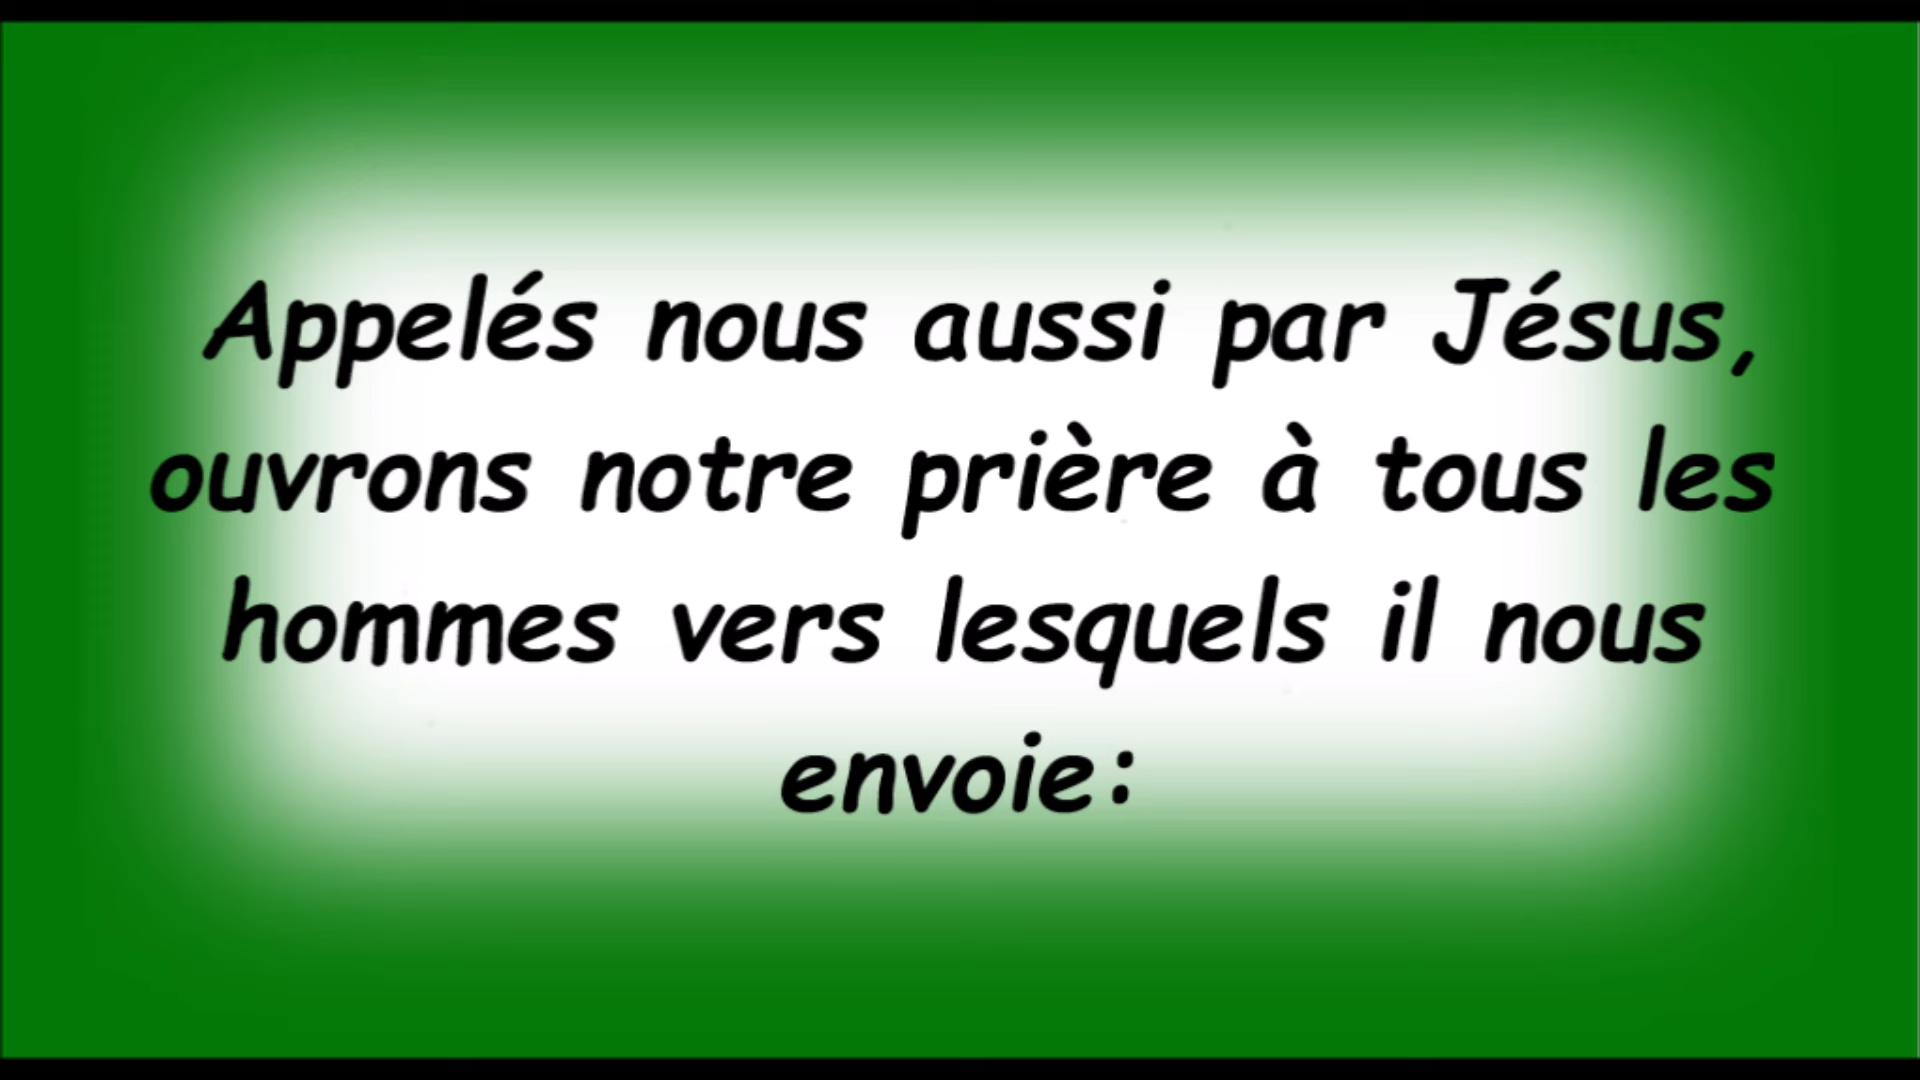 Appelés nous aussi par Jésus,
ouvrons notre prière à tous les
hommes vers lesquels il nous
envoie: